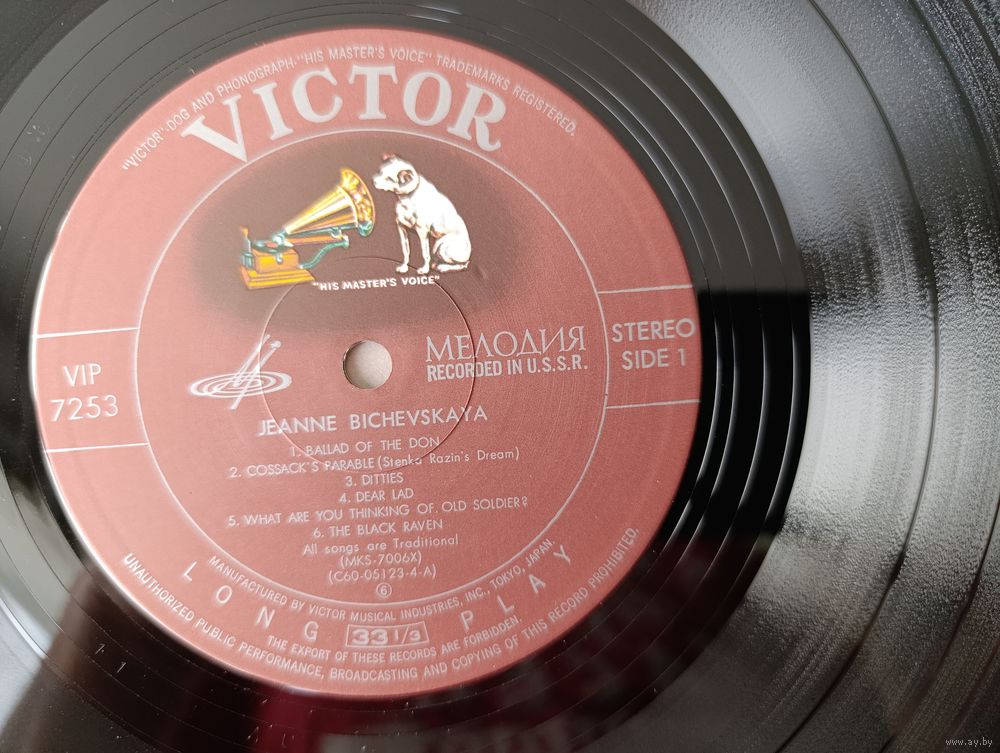 "VICTOR"-DOG AND PHONOGRAPH-"HIS MASTER'S VOICE" TRADEMARKS REGISTERED.
VICTOR
"HIS MASTER'S VOICE"
МЕЛОДИЯ
RECORDED IN U.S.S.R.
STEREO
SIDE 1
VIP
7253
JEANNE BICHEVSKAYA
1. BALLAD OF THE DON
2. COSSACK'S PARABLE (Stenka Razin's Dream)
3. DITTIES
4. DEAR LAD
5. WHAT ARE YOU THINKING OF, OLD SOLDIER?
6. THE BLACK RAVEN
All songs are Traditional
(MKS-7006X)
(C60-05123-4-A)
6
MANUFACTURED BY VICTOR MUSICAL INDUSTRIES, INC., TOKYO, JAPAN.
LONG 33 1/3 PLAY
THE EXPORT OF THESE RECORDS ARE FORBIDDEN.
UNAUTHORIZED PUBLIC PERFORMANCE, BROADCASTING AND COPYING OF THIS RECORD PROHIBITED.
www.ay.by